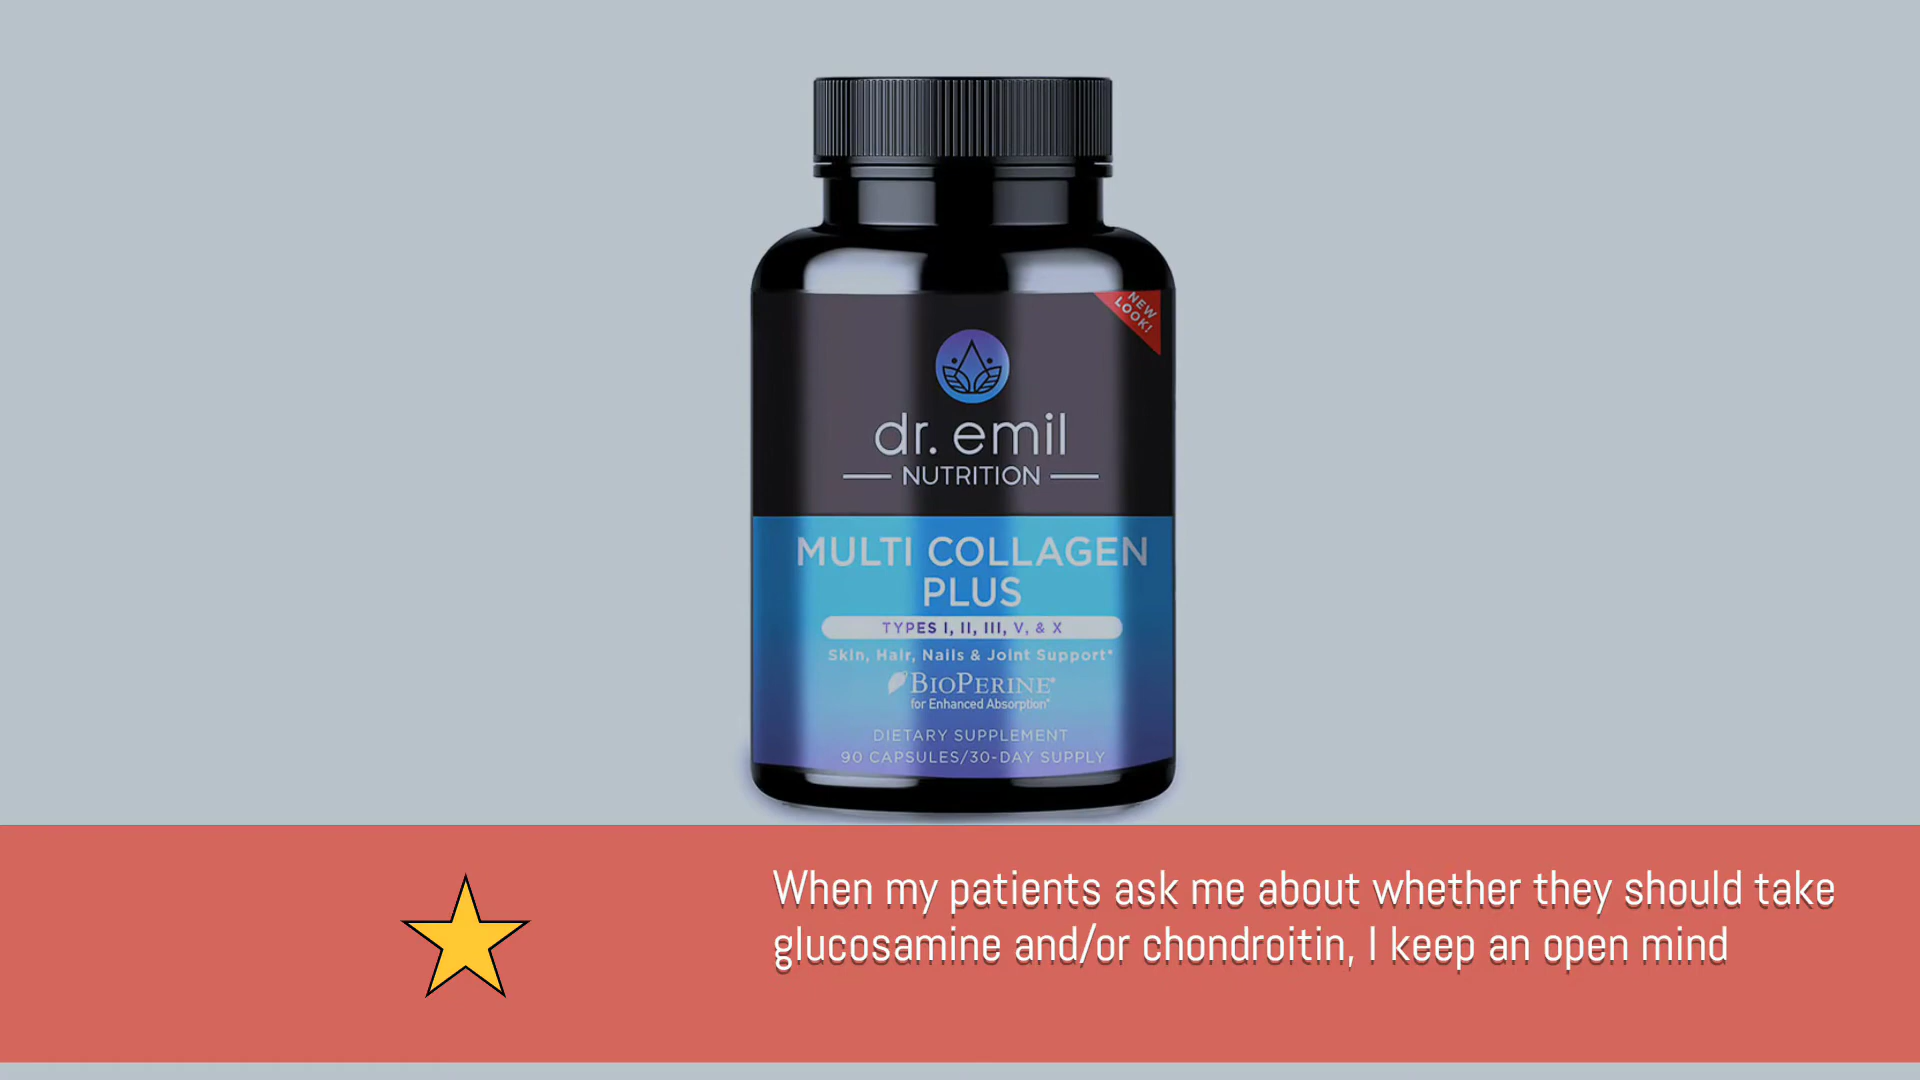 NEW
LOOK!
dr. emil
NUTRITION
MULTI COLLAGEN
PLUS
TYPES I, II, III, V, & X
Skin, Hair, Nails & Joint Support*
BIOPERINE®
for Enhanced Absorption*
DIETARY SUPPLEMENT
90 CAPSULES/30-DAY SUPPLY
When my patients ask me about whether they should take
glucosamine and/or chondroitin, I keep an open mind